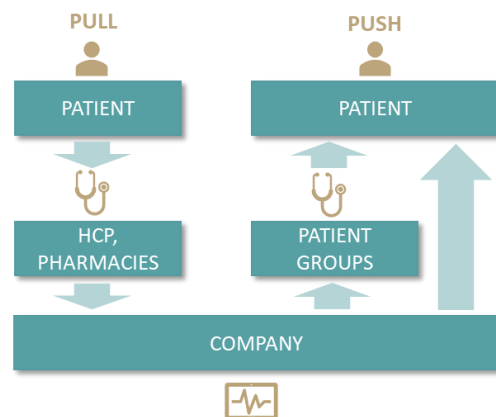 PULL
PUSH
PATIENT
PATIENT
HCP,
PHARMACIES
PATIENT
GROUPS
COMPANY